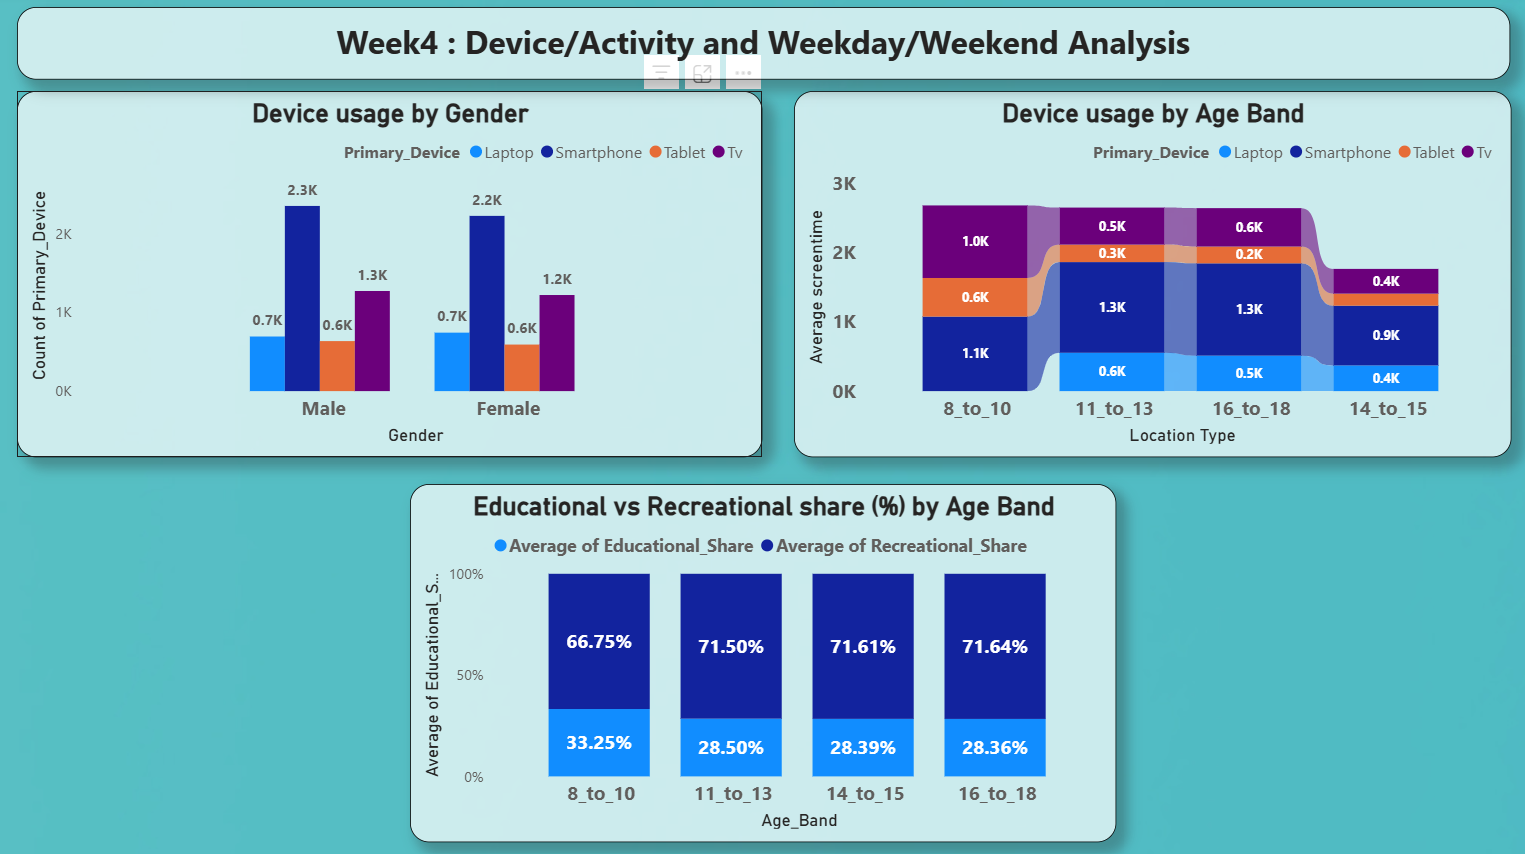 Week4 : Device/Activity and Weekday/Weekend Analysis
Device usage by Gender
Primary_Device Laptop Smartphone Tablet Tv
Count of Primary_Device
2K
1K
0K
0.7K 2.3K 0.6K 1.3K
0.7K 2.2K 0.6K 1.2K
Male Female
Gender
Device usage by Age Band
Primary_Device Laptop Smartphone Tablet Tv
Average screentime
3K
2K
1K
0K
1.0K 0.5K 0.6K 0.4K
0.6K 0.3K 0.2K
1.1K 1.3K 1.3K 0.9K
0.6K 0.5K 0.4K
8_to_10 11_to_13 16_to_18 14_to_15
Location Type
Educational vs Recreational share (%) by Age Band
Average of Educational_Share Average of Recreational_Share
Average of Educational_S...
100%
50%
0%
66.75% 71.50% 71.61% 71.64%
33.25% 28.50% 28.39% 28.36%
8_to_10 11_to_13 14_to_15 16_to_18
Age_Band